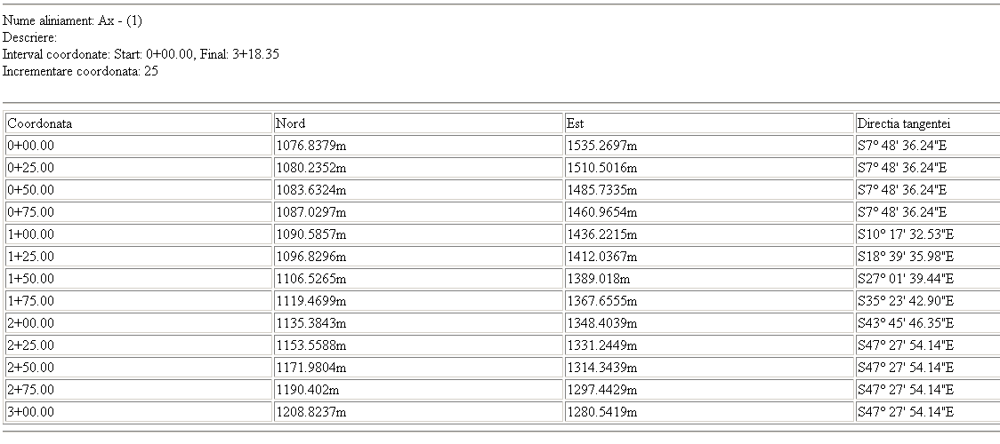 Nume aliniament: Ax - (1)
Descriere:
Interval coordonate: Start: 0+00.00, Final: 3+18.35
Incrementare coordonata: 25
Coordonata Nord Est Directia tangentei
0+00.00 1076.8379m 1535.2697m S7° 48' 36.24"E
0+25.00 1080.2352m 1510.5016m S7° 48' 36.24"E
0+50.00 1083.6324m 1485.7335m S7° 48' 36.24"E
0+75.00 1087.0297m 1460.9654m S7° 48' 36.24"E
1+00.00 1090.5857m 1436.2215m S10° 17' 32.53"E
1+25.00 1096.8296m 1412.0367m S18° 39' 35.98"E
1+50.00 1106.5265m 1389.018m S27° 01' 39.44"E
1+75.00 1119.4699m 1367.6555m S35° 23' 42.90"E
2+00.00 1135.3843m 1348.4039m S43° 45' 46.35"E
2+25.00 1153.5588m 1331.2449m S47° 27' 54.14"E
2+50.00 1171.9804m 1314.3439m S47° 27' 54.14"E
2+75.00 1190.402m 1297.4429m S47° 27' 54.14"E
3+00.00 1208.8237m 1280.5419m S47° 27' 54.14"E